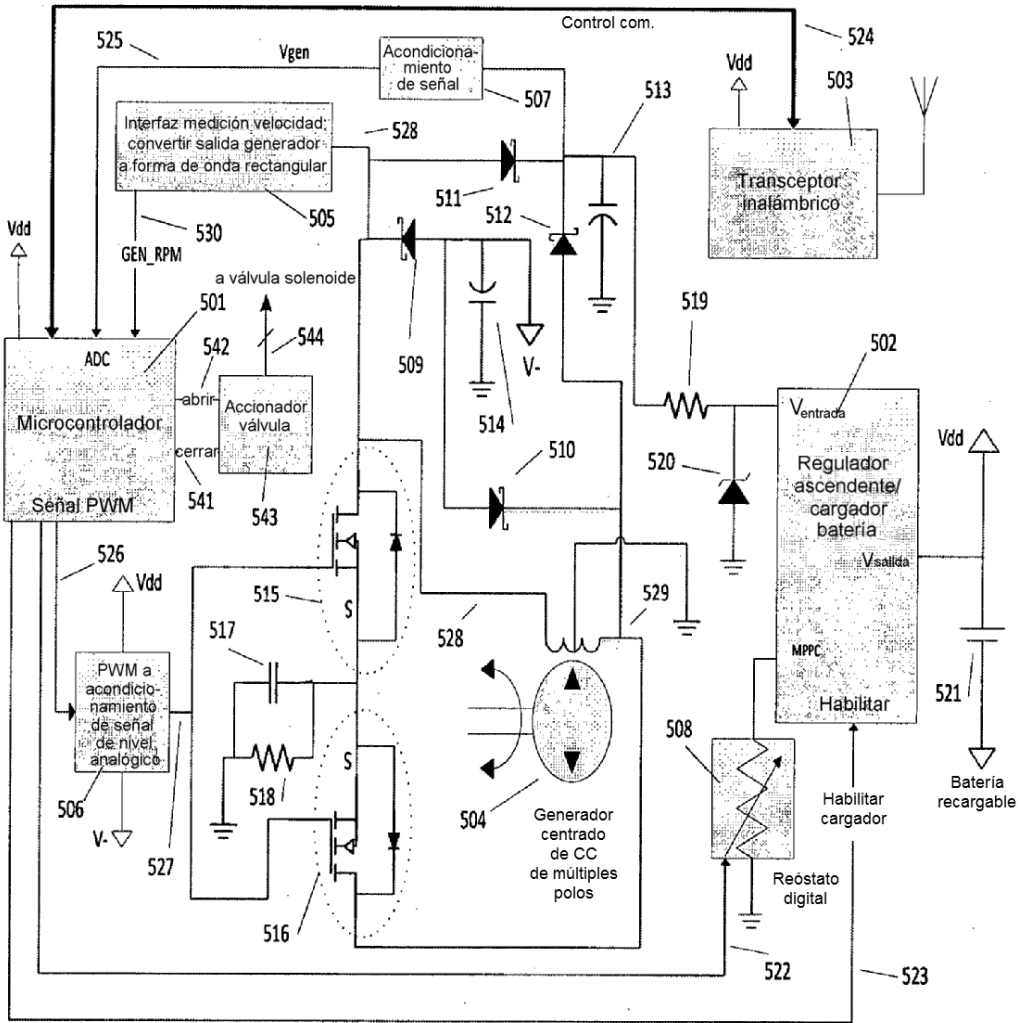 Control com.
525
Vgen
Acondiciona-
miento
de señal
507
524
Vdd
503
513
Interfaz medición velocidad;
convertir salida generador
a forma de onda rectangular
528
505
511
512
Transceptor
inalámbrico
530
GEN_RPM
Vdd
a válvula solenoide
501
544
542
509
V-
514
519
502
ADC
abrir
Microcontrolador
Accionador
válvula
cerrar
541
543
Señal PWM
510
520
Ventrada
Regulador
ascendente/
cargador
batería
Vsalida
Vdd
526
Vdd
515
S
528
529
517
MPPC
521
PWM a
acondicio-
namiento
de señal
de nivel
analógico
Habilitar
508
506
518
S
504
V-
527
Generador
centrado
de CC
de múltiples
polos
Habilitar
cargador
Batería
recargable
Reóstato
digital
516
522
523